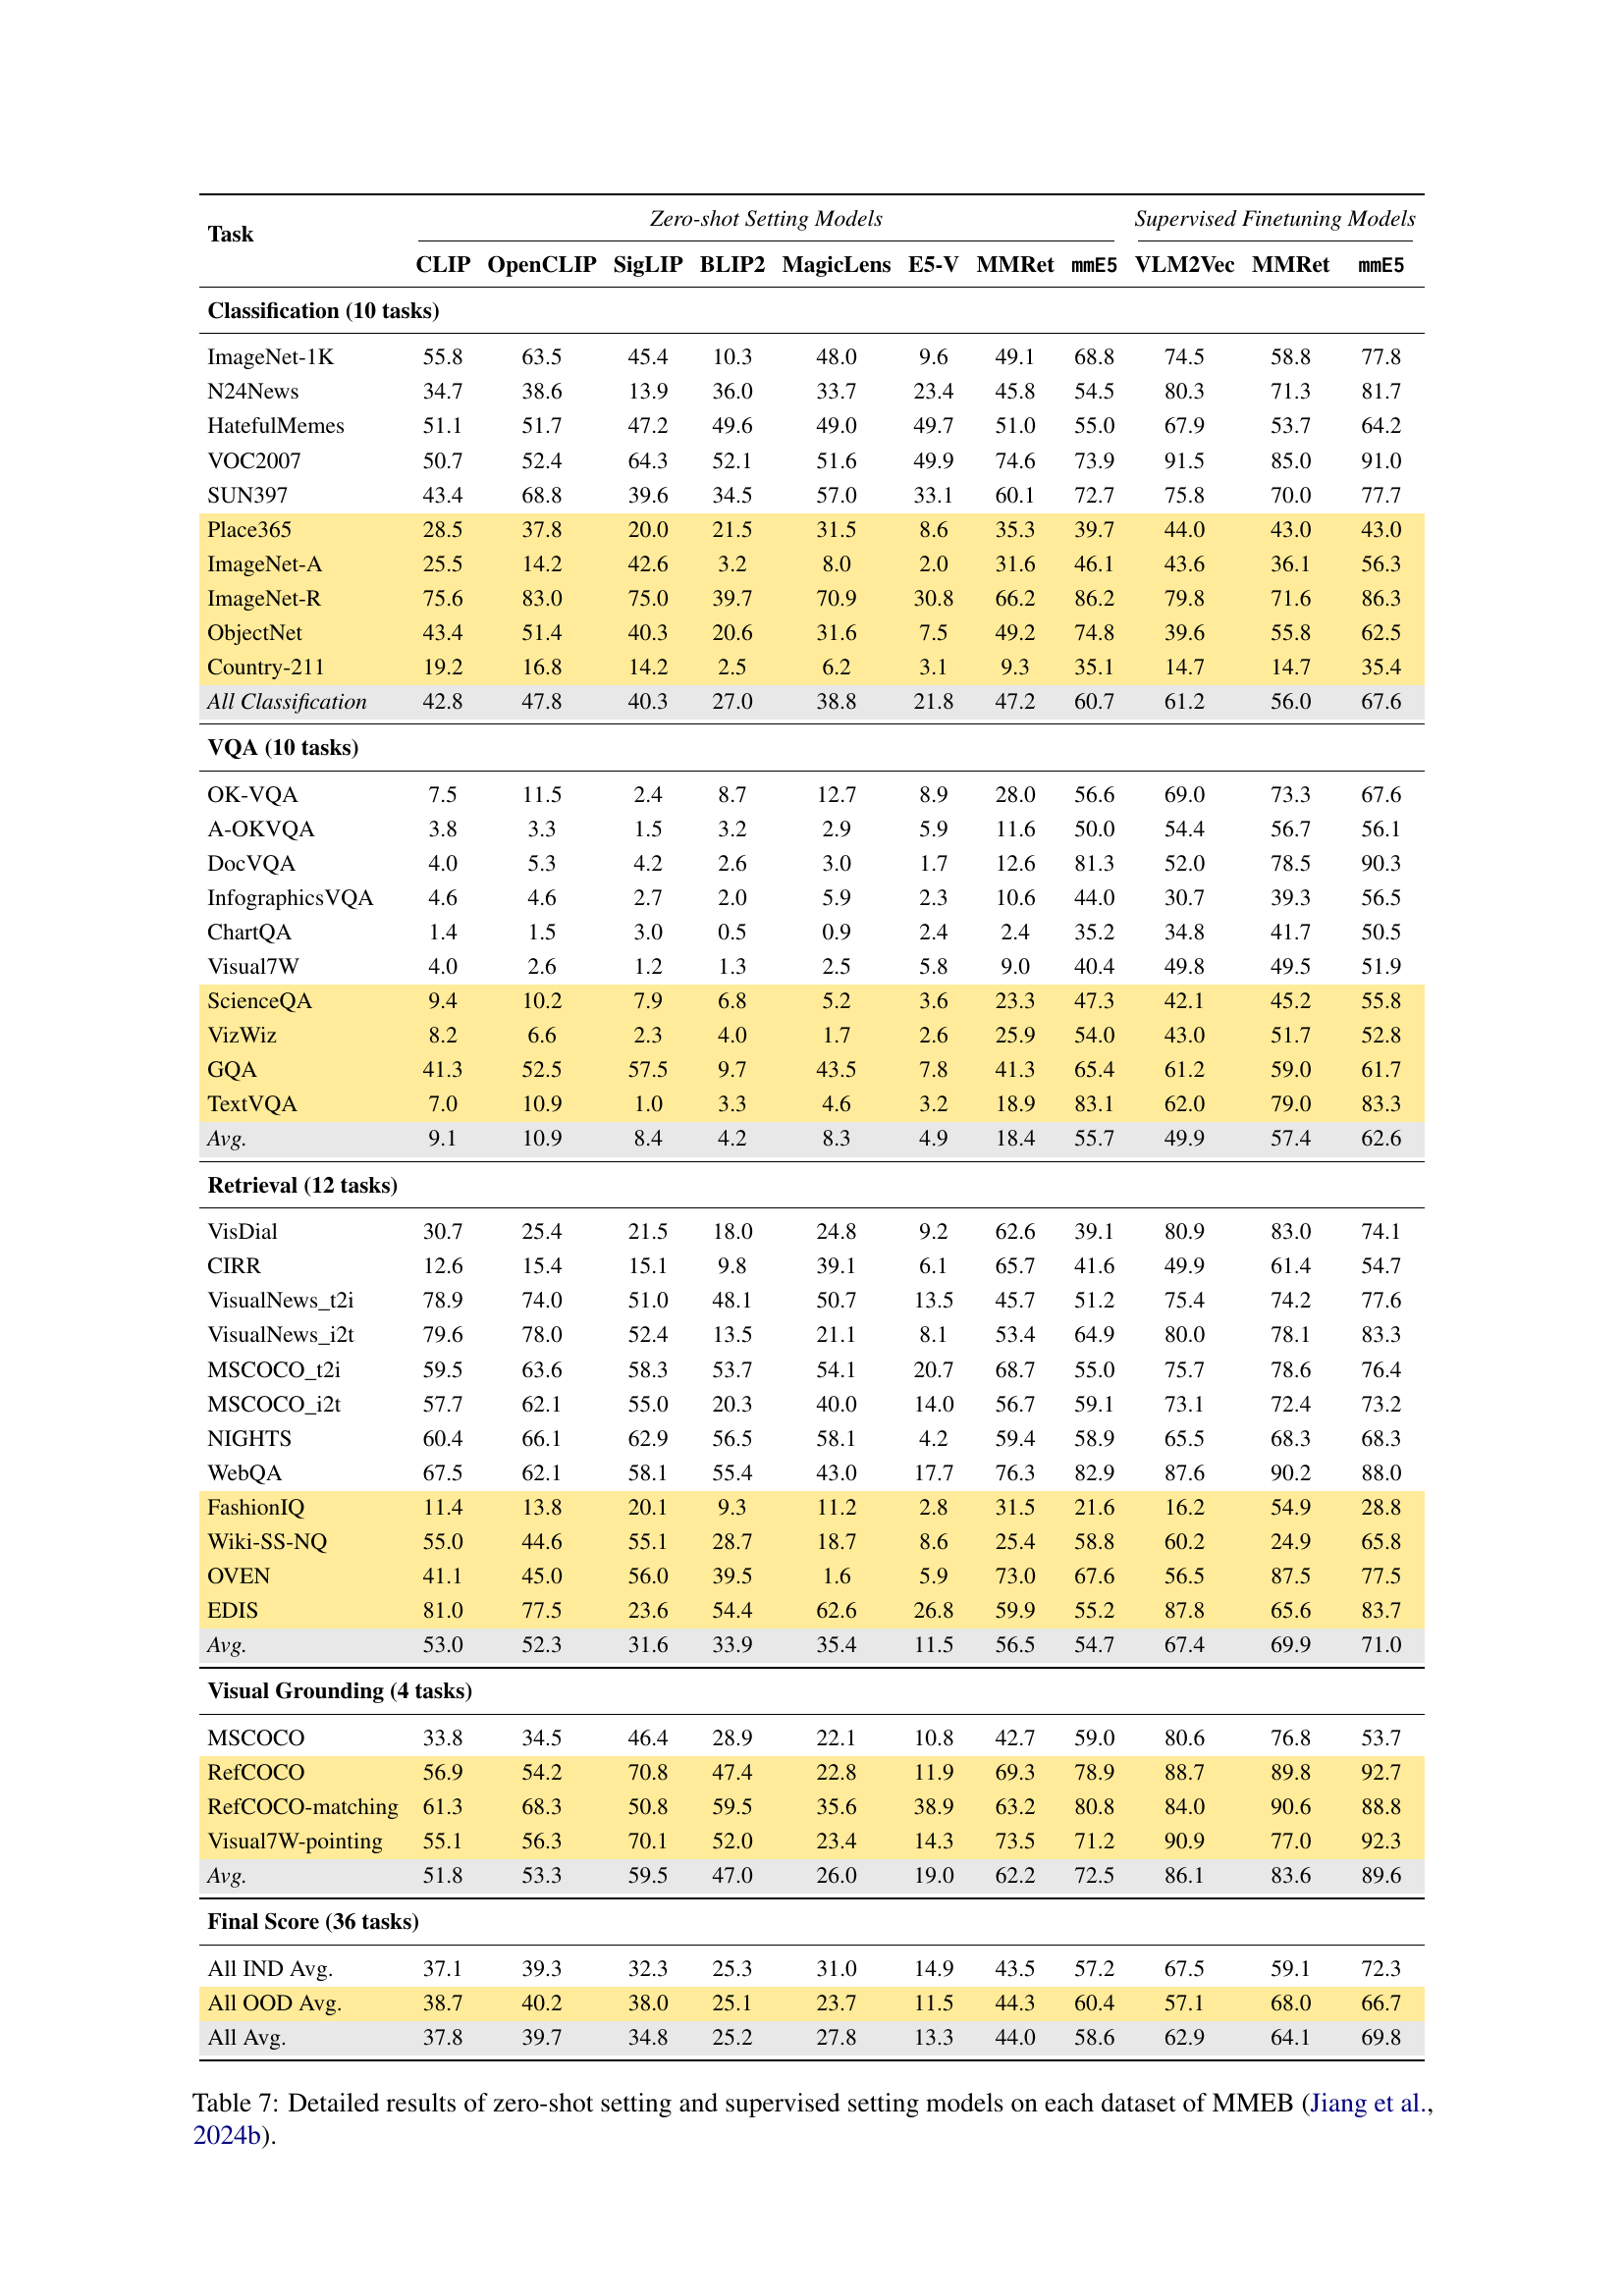 Task Zero-shot Setting Models Supervised Finetuning Models
CLIP OpenCLIP SigLIP BLIP2 MagicLens E5-V MMRet mmE5 VLM2Vec MMRet mmE5
Classification (10 tasks)
ImageNet-1K 55.8 63.5 45.4 10.3 48.0 9.6 49.1 68.8 74.5 58.8 77.8
N24News 34.7 38.6 13.9 36.0 33.7 23.4 45.8 54.5 80.3 71.3 81.7
HatefulMemes 51.1 51.7 47.2 49.6 49.0 49.7 51.0 55.0 67.9 53.7 64.2
VOC2007 50.7 52.4 64.3 52.1 51.6 49.9 74.6 73.9 91.5 85.0 91.0
SUN397 43.4 68.8 39.6 34.5 57.0 33.1 60.1 72.7 75.8 70.0 77.7
Place365 28.5 37.8 20.0 21.5 31.5 8.6 35.3 39.7 44.0 43.0 43.0
ImageNet-A 25.5 14.2 42.6 3.2 8.0 2.0 31.6 46.1 43.6 36.1 56.3
ImageNet-R 75.6 83.0 75.0 39.7 70.9 30.8 66.2 86.2 79.8 71.6 86.3
ObjectNet 43.4 51.4 40.3 20.6 31.6 7.5 49.2 74.8 39.6 55.8 62.5
Country-211 19.2 16.8 14.2 2.5 6.2 3.1 9.3 35.1 14.7 14.7 35.4
All Classification 42.8 47.8 40.3 27.0 38.8 21.8 47.2 60.7 61.2 56.0 67.6
VQA (10 tasks)
OK-VQA 7.5 11.5 2.4 8.7 12.7 8.9 28.0 56.6 69.0 73.3 67.6
A-OKVQA 3.8 3.3 1.5 3.2 2.9 5.9 11.6 50.0 54.4 56.7 56.1
DocVQA 4.0 5.3 4.2 2.6 3.0 1.7 12.6 81.3 52.0 78.5 90.3
InfographicsVQA 4.6 4.6 2.7 2.0 5.9 2.3 10.6 44.0 30.7 39.3 56.5
ChartQA 1.4 1.5 3.0 0.5 0.9 2.4 2.4 35.2 34.8 41.7 50.5
Visual7W 4.0 2.6 1.2 1.3 2.5 5.8 9.0 40.4 49.8 49.5 51.9
ScienceQA 9.4 10.2 7.9 6.8 5.2 3.6 23.3 47.3 42.1 45.2 55.8
VizWiz 8.2 6.6 2.3 4.0 1.7 2.6 25.9 54.0 43.0 51.7 52.8
GQA 41.3 52.5 57.5 9.7 43.5 7.8 41.3 65.4 61.2 59.0 61.7
TextVQA 7.0 10.9 1.0 3.3 4.6 3.2 18.9 83.1 62.0 79.0 83.3
Avg. 9.1 10.9 8.4 4.2 8.3 4.9 18.4 55.7 49.9 57.4 62.6
Retrieval (12 tasks)
VisDial 30.7 25.4 21.5 18.0 24.8 9.2 62.6 39.1 80.9 83.0 74.1
CIRR 12.6 15.4 15.1 9.8 39.1 6.1 65.7 41.6 49.9 61.4 54.7
VisualNews_t2i 78.9 74.0 51.0 48.1 50.7 13.5 45.7 51.2 75.4 74.2 77.6
VisualNews_i2t 79.6 78.0 52.4 13.5 21.1 8.1 53.4 64.9 80.0 78.1 83.3
MSCOCO_t2i 59.5 63.6 58.3 53.7 54.1 20.7 68.7 55.0 75.7 78.6 76.4
MSCOCO_i2t 57.7 62.1 55.0 20.3 40.0 14.0 56.7 59.1 73.1 72.4 73.2
NIGHTS 60.4 66.1 62.9 56.5 58.1 4.2 59.4 58.9 65.5 68.3 68.3
WebQA 67.5 62.1 58.1 55.4 43.0 17.7 76.3 82.9 87.6 90.2 88.0
FashionIQ 11.4 13.8 20.1 9.3 11.2 2.8 31.5 21.6 16.2 54.9 28.8
Wiki-SS-NQ 55.0 44.6 55.1 28.7 18.7 8.6 25.4 58.8 60.2 24.9 65.8
OVEN 41.1 45.0 56.0 39.5 1.6 5.9 73.0 67.6 56.5 87.5 77.5
EDIS 81.0 77.5 23.6 54.4 62.6 26.8 59.9 55.2 87.8 65.6 83.7
Avg. 53.0 52.3 31.6 33.9 35.4 11.5 56.5 54.7 67.4 69.9 71.0
Visual Grounding (4 tasks)
MSCOCO 33.8 34.5 46.4 28.9 22.1 10.8 42.7 59.0 80.6 76.8 53.7
RefCOCO 56.9 54.2 70.8 47.4 22.8 11.9 69.3 78.9 88.7 89.8 92.7
RefCOCO-matching 61.3 68.3 50.8 59.5 35.6 38.9 63.2 80.8 84.0 90.6 88.8
Visual7W-pointing 55.1 56.3 70.1 52.0 23.4 14.3 73.5 71.2 90.9 77.0 92.3
Avg. 51.8 53.3 59.5 47.0 26.0 19.0 62.2 72.5 86.1 83.6 89.6
Final Score (36 tasks)
All IND Avg. 37.1 39.3 32.3 25.3 31.0 14.9 43.5 57.2 67.5 59.1 72.3
All OOD Avg. 38.7 40.2 38.0 25.1 23.7 11.5 44.3 60.4 57.1 68.0 66.7
All Avg. 37.8 39.7 34.8 25.2 27.8 13.3 44.0 58.6 62.9 64.1 69.8
Table 7: Detailed results of zero-shot setting and supervised setting models on each dataset of MMEB (Jiang et al.,
2024b).